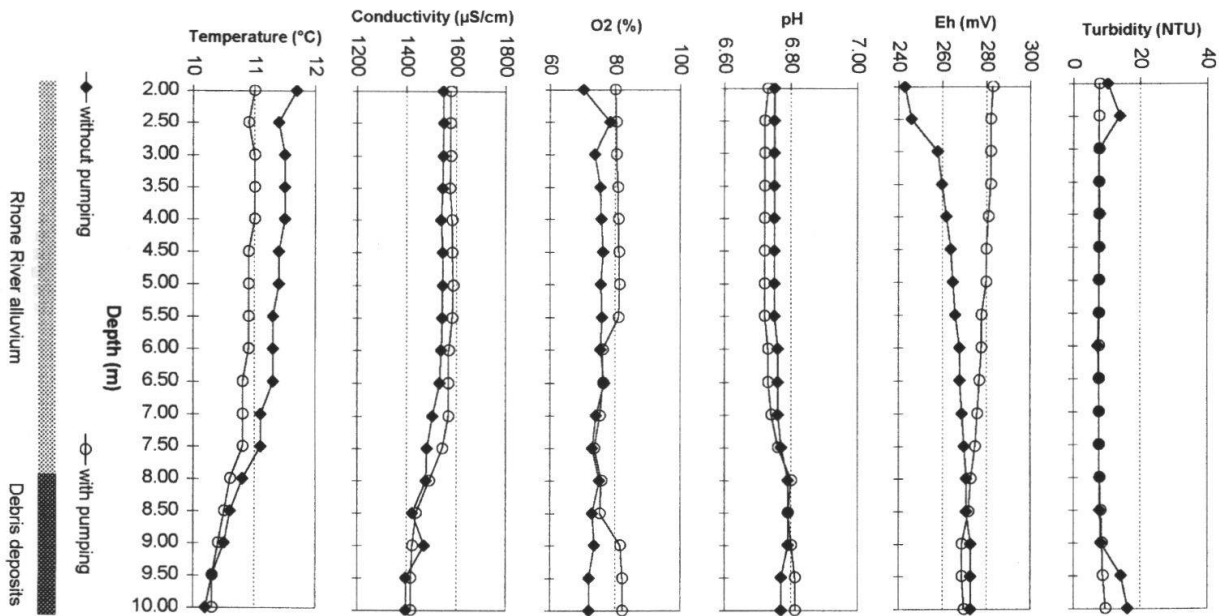 Temperature (°C)
10 11 12
Conductivity (µS/cm)
1200 1400 1600 1800
O2 (%)
60 80 100
pH
6.60 6.80 7.00
Eh (mV)
240 260 280 300
Turbidity (NTU)
0 20 40
2.00
2.50
3.00
3.50
4.00
4.50
5.00
5.50
6.00
6.50
7.00
7.50
8.00
8.50
9.00
9.50
10.00
Depth (m)
without pumping
with pumping
Rhone River alluvium
Debris deposits